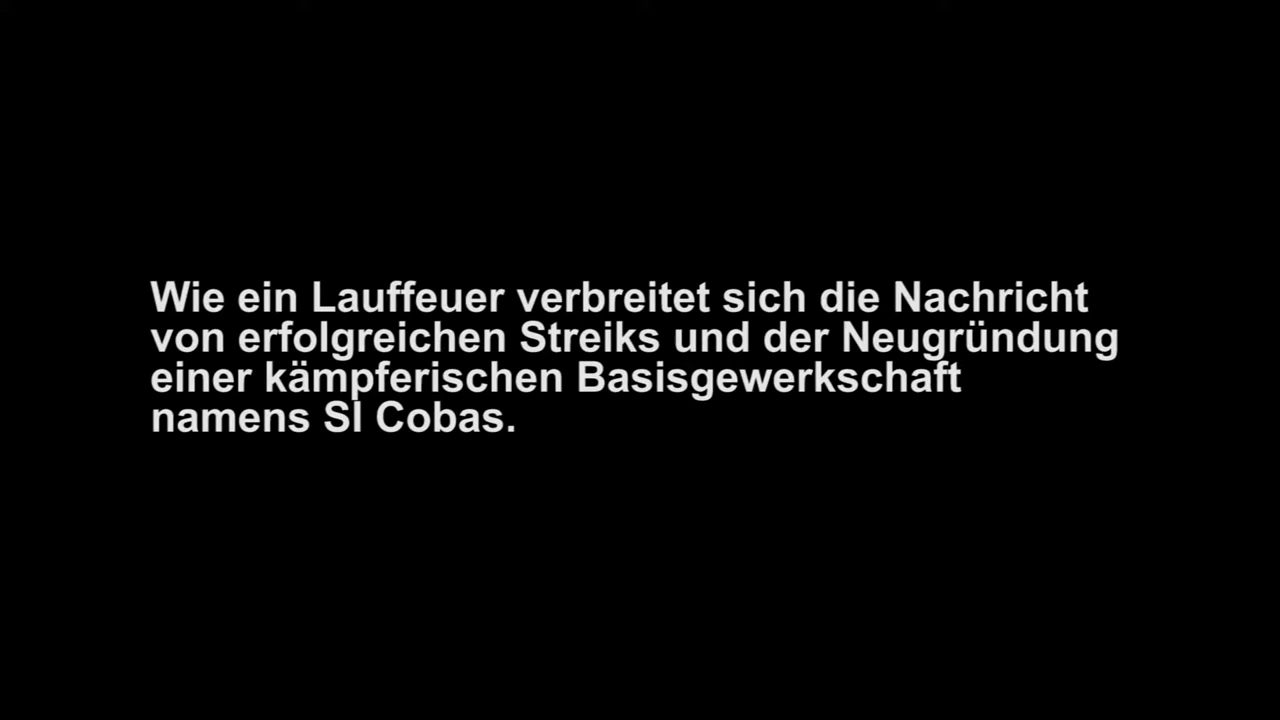 Wie ein Lauffeuer verbreitet sich die Nachricht
von erfolgreichen Streiks und der Neugründung
einer kämpferischen Basisgewerkschaft
namens SI Cobas.